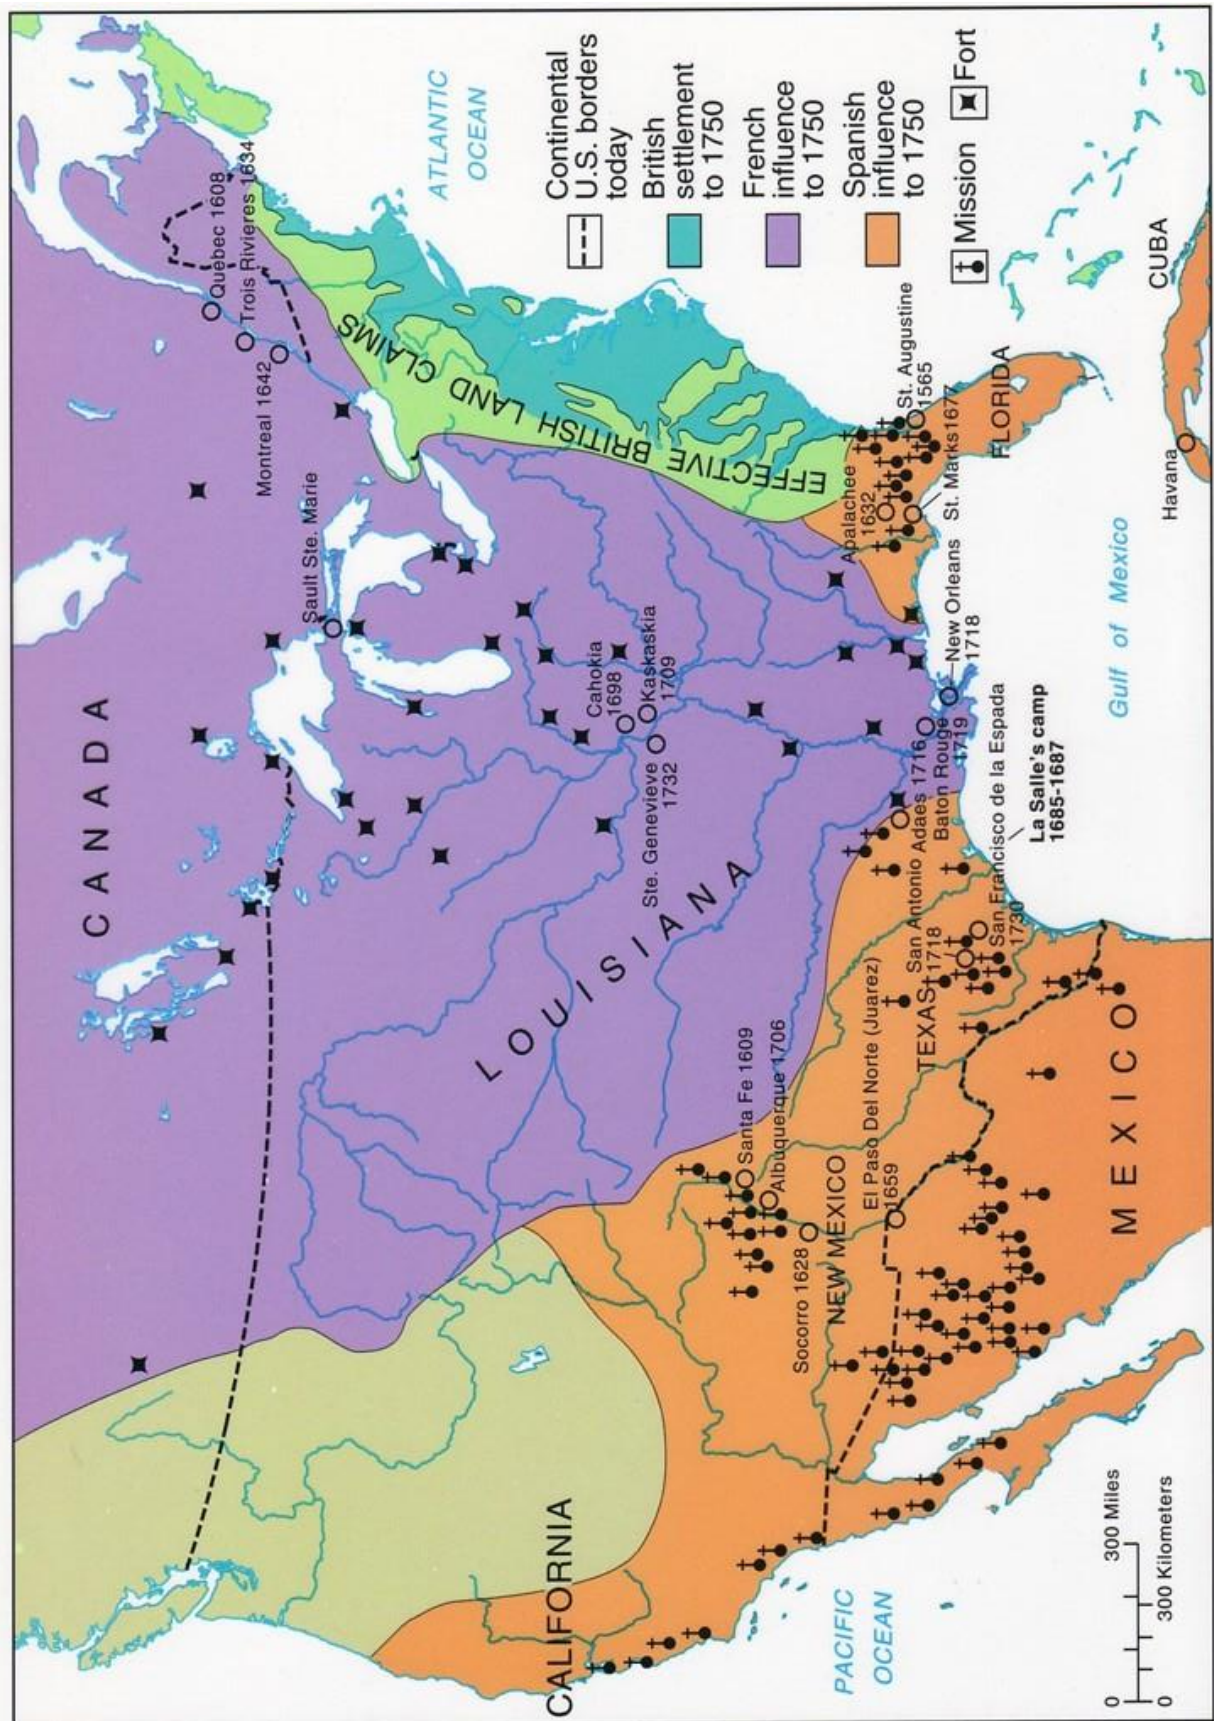 CANADA
Quebec 1608
Trois Rivieres 1634
Montreal 1642
Sault Ste. Marie
ATLANTIC
OCEAN
EFFECTIVE BRITISH LAND CLAIMS
Continental
U.S. borders
today
British
settlement
to 1750
French
influence
to 1750
Spanish
influence
to 1750
Mission
Fort
Cahokia
1698
Kaskaskia
1709
Ste. Genevieve
1732
LOUISIANA
Santa Fe 1609
Albuquerque 1706
Socorro 1628
NEW MEXICO
El Paso Del Norte (Juarez)
1659
TEXAS
San Antonio
1718
Adaes 1716
Baton Rouge
1719
New Orleans
1718
San Francisco de la Espada
1730
La Salle's camp
1685-1687
Apalachee
1632
St. Marks 1677
St. Augustine
1565
FLORIDA
Gulf of Mexico
Havana
CUBA
MEXICO
CALIFORNIA
PACIFIC
OCEAN
0 300 Miles
0 300 Kilometers